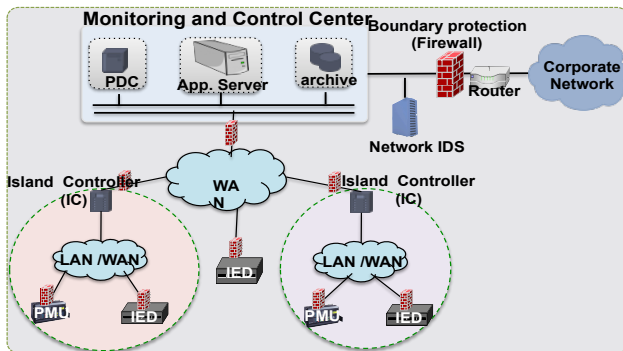 Monitoring and Control Center
Boundary protection
(Firewall)
PDC
App. Server
archive
Router
Corporate
Network
Network IDS
Island Controller
(IC)
WA
N
Island Controller
(IC)
LAN /WAN
IED
LAN /WAN
PMU
IED
PMU
IED